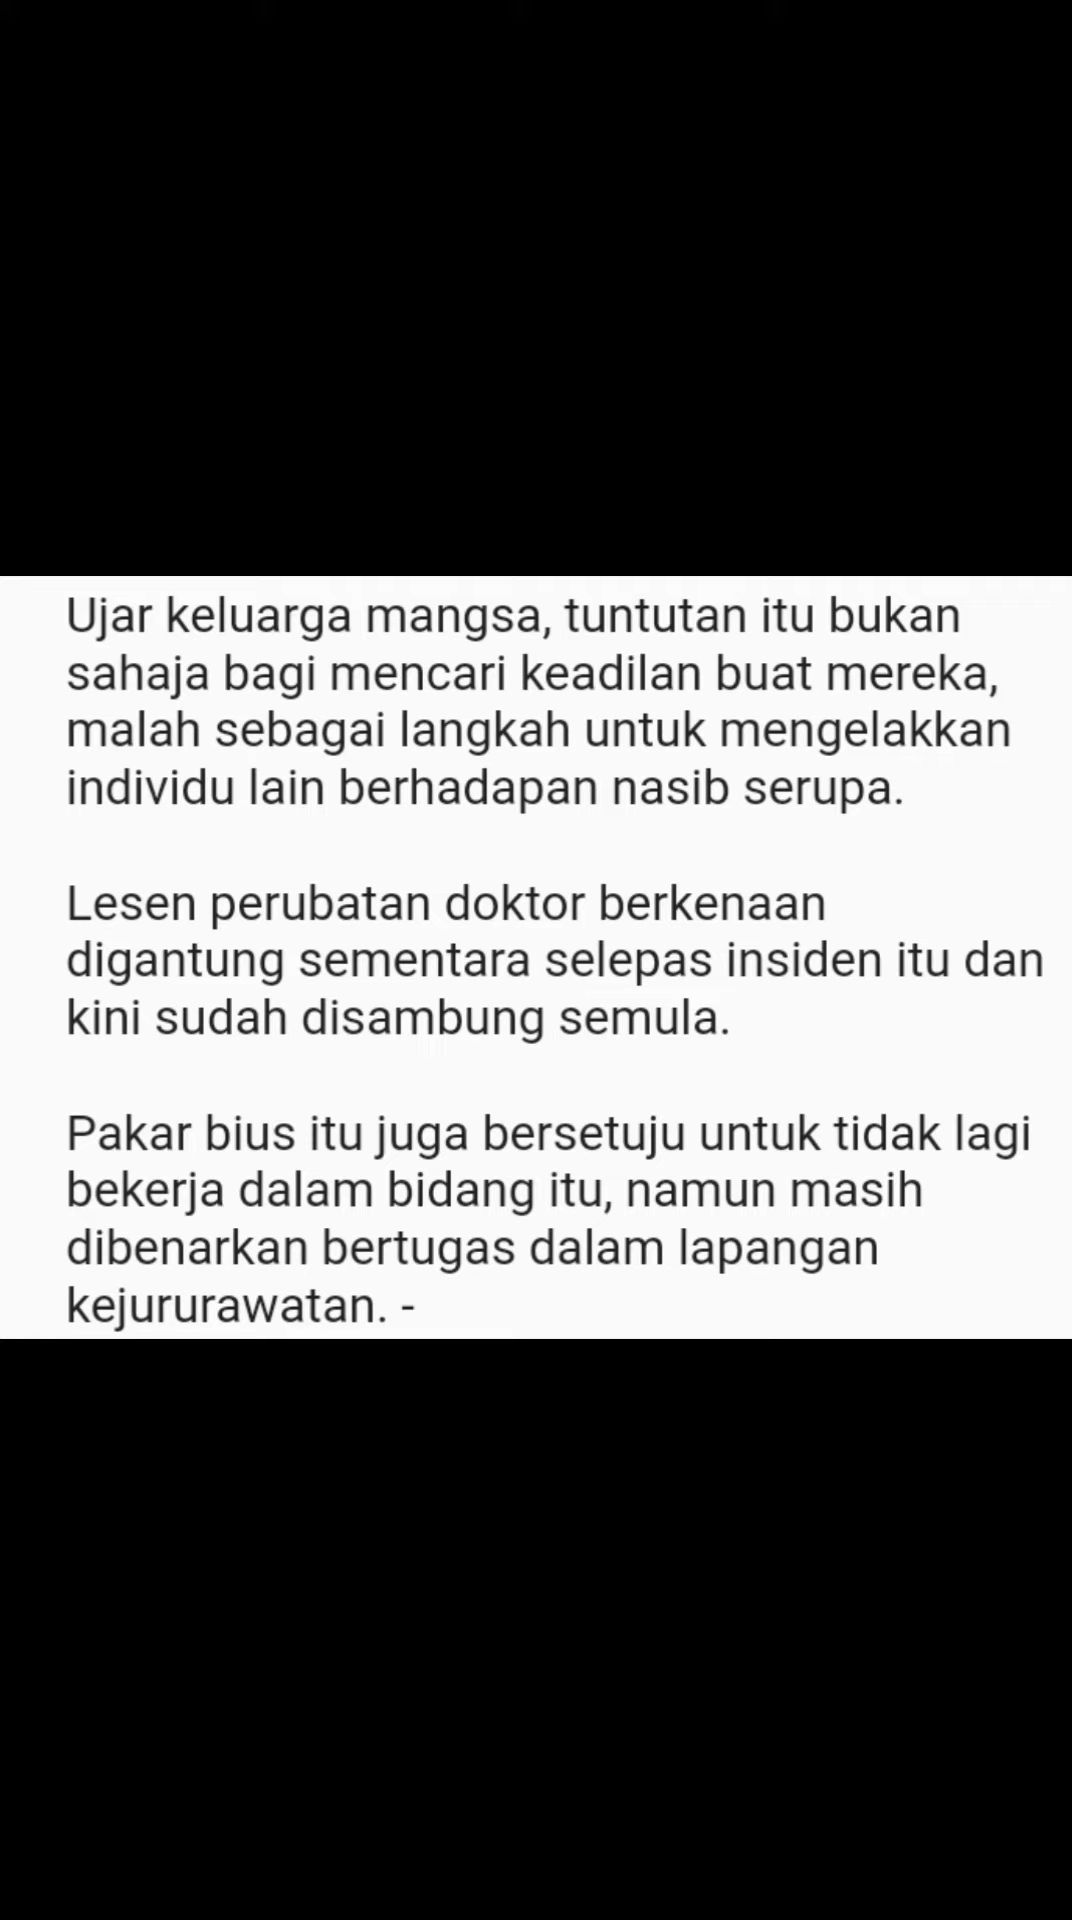 Ujar keluarga mangsa, tuntutan itu bukan
sahaja bagi mencari keadilan buat mereka,
malah sebagai langkah untuk mengelakkan
individu lain berhadapan nasib serupa.
Lesen perubatan doktor berkenaan
digantung sementara selepas insiden itu dan
kini sudah disambung semula.
Pakar bius itu juga bersetuju untuk tidak lagi
bekerja dalam bidang itu, namun masih
dibenarkan bertugas dalam lapangan
kejururawatan. -